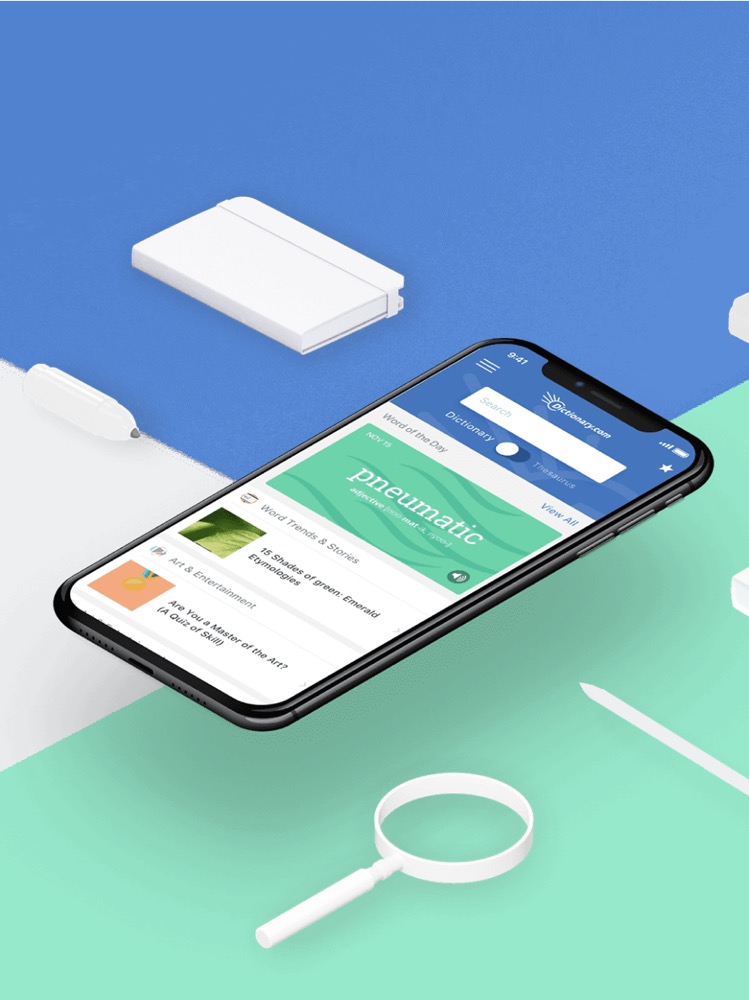 9:41
Dictionary.com
Search
Dictionary
Thesaurus
Word of the Day
View All
NOV 15
pneumatic
adjective
Word Trends & Stories
15 Shades of green: Emerald
Etymologies
Art & Entertainment
Are You a Master of the Art?
(A Quiz of Skill)